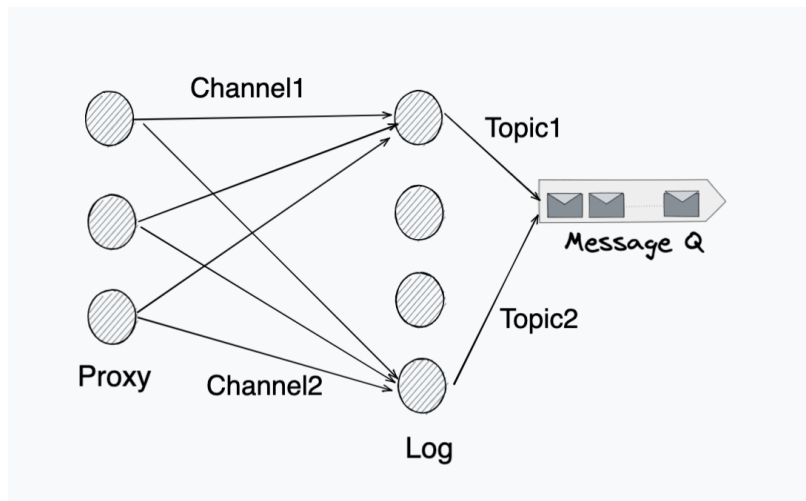 Channel1
Topic1
Message Q
Topic2
Proxy
Channel2
Log